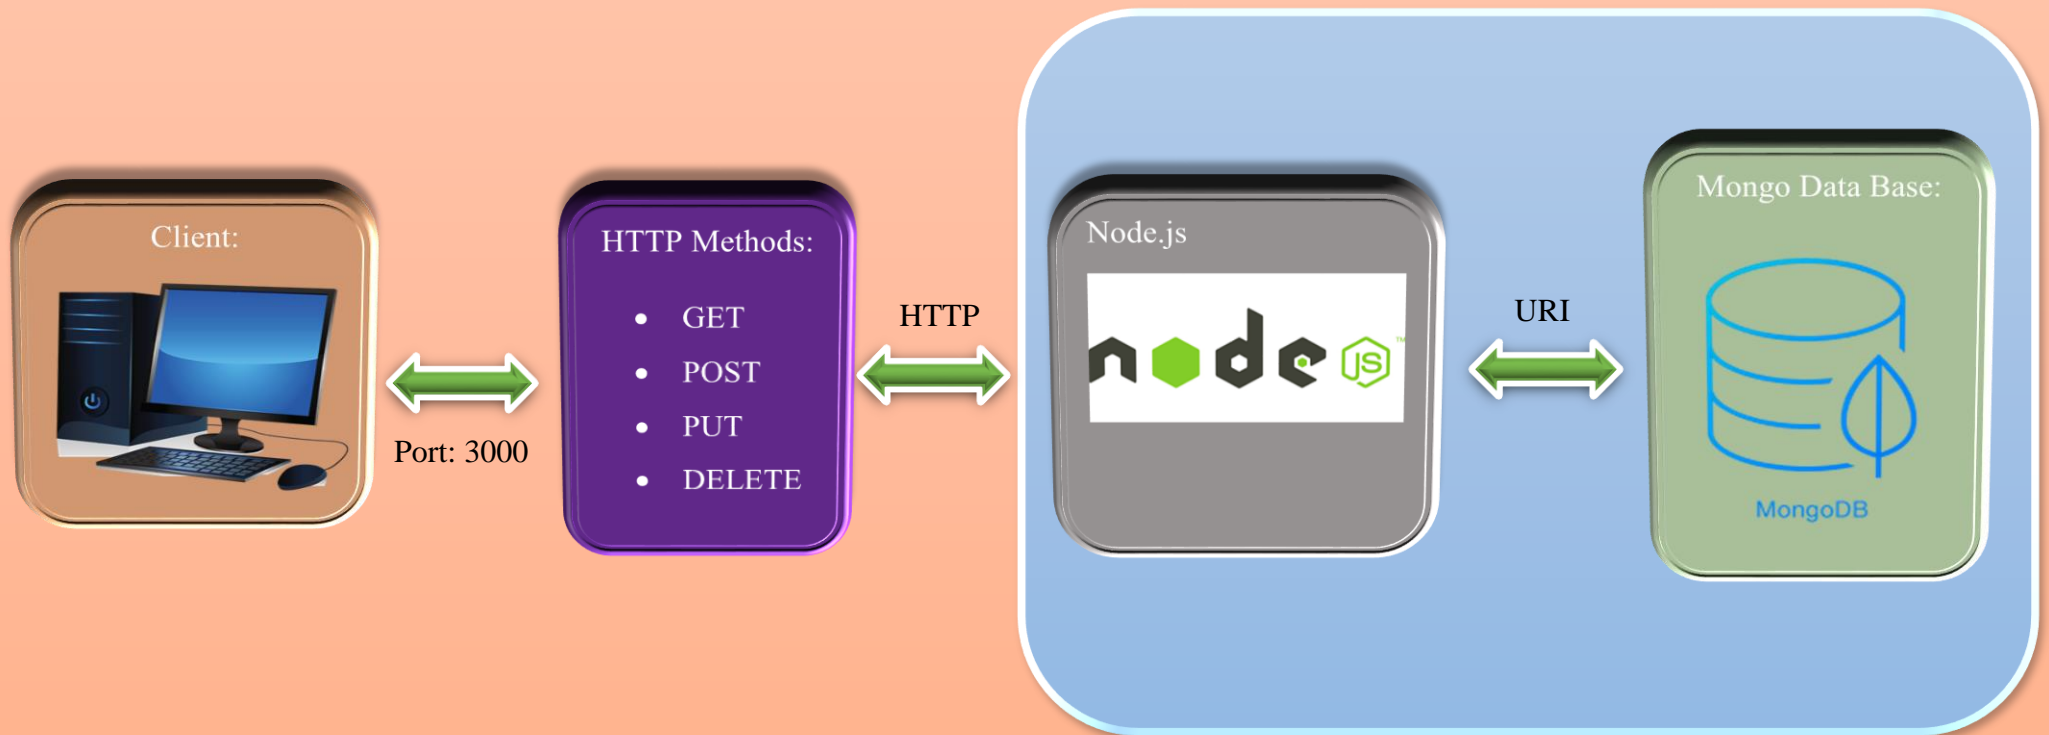 Client:
Port: 3000
HTTP Methods:
• GET
• POST
• PUT
• DELETE
HTTP
Node.js
node JS ™
URI
Mongo Data Base:
MongoDB